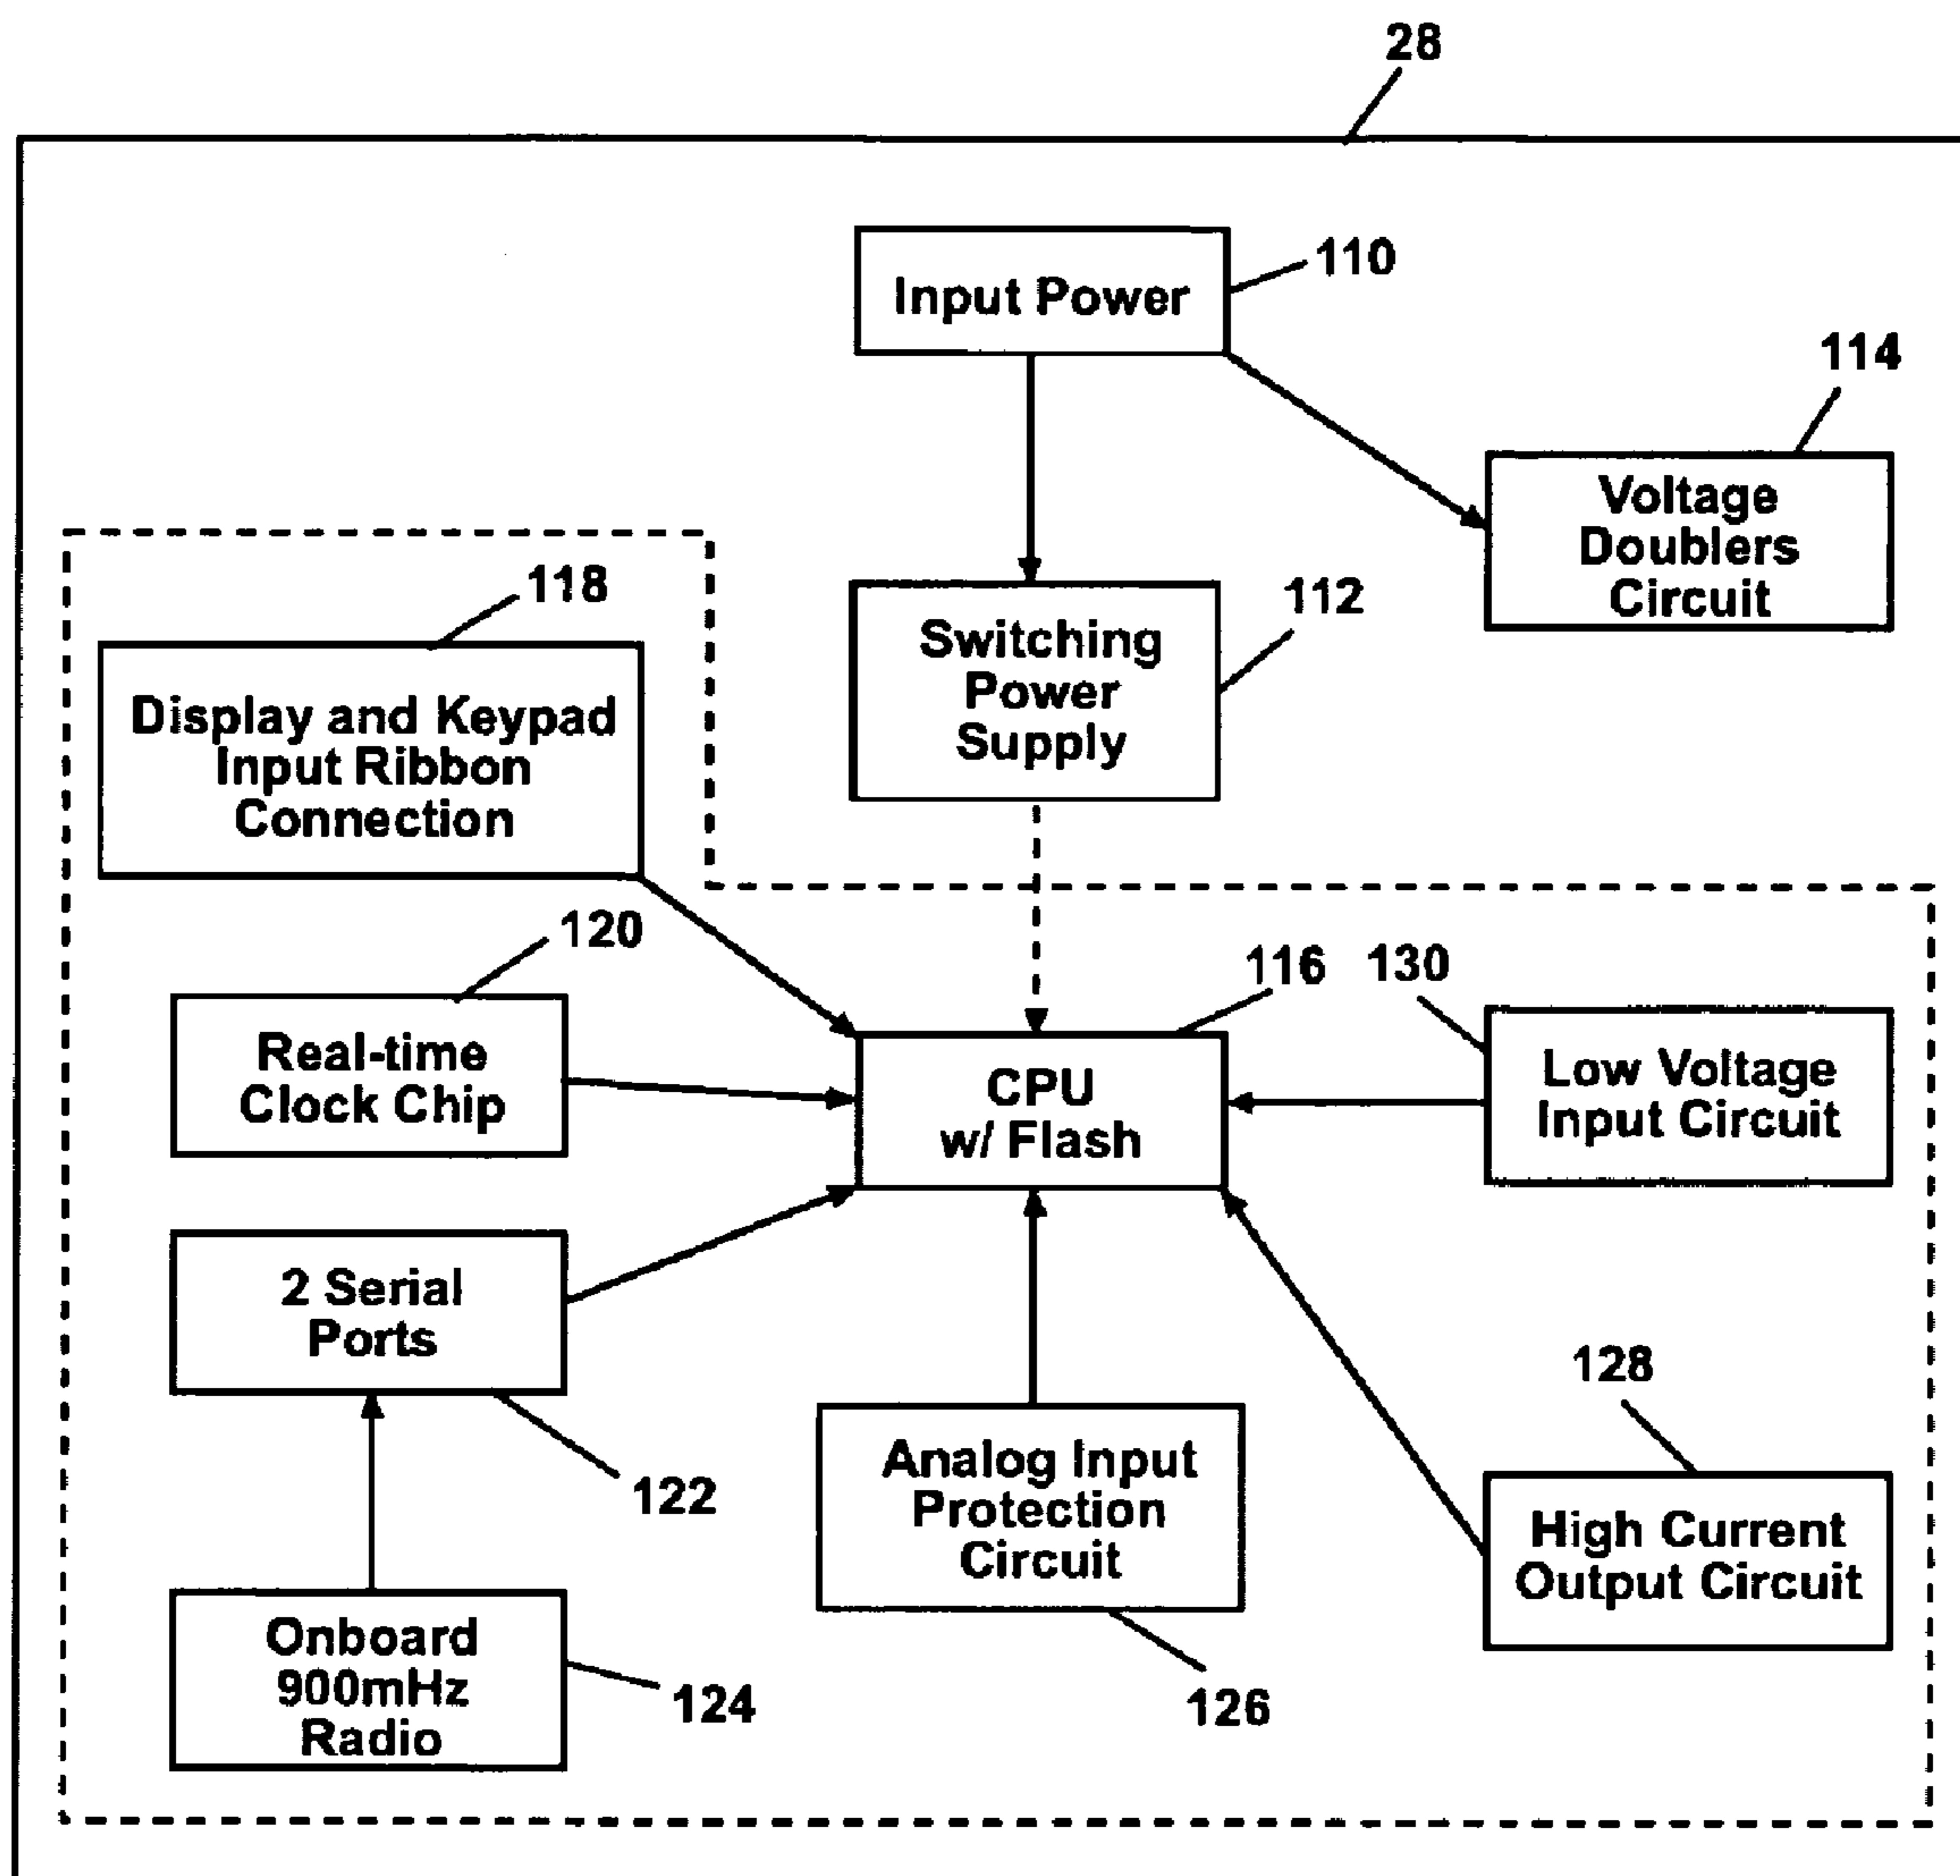 28
Input Power
110
114
Voltage
Doublers
Circuit
118
112
Switching
Power
Supply
Display and Keypad
Input Ribbon
Connection
120
116
130
Real-time
Clock Chip
CPU
w/ Flash
Low Voltage
Input Circuit
2 Serial
Ports
122
128
Analog Input
Protection
Circuit
High Current
Output Circuit
Onboard
900mHz
Radio
124
126